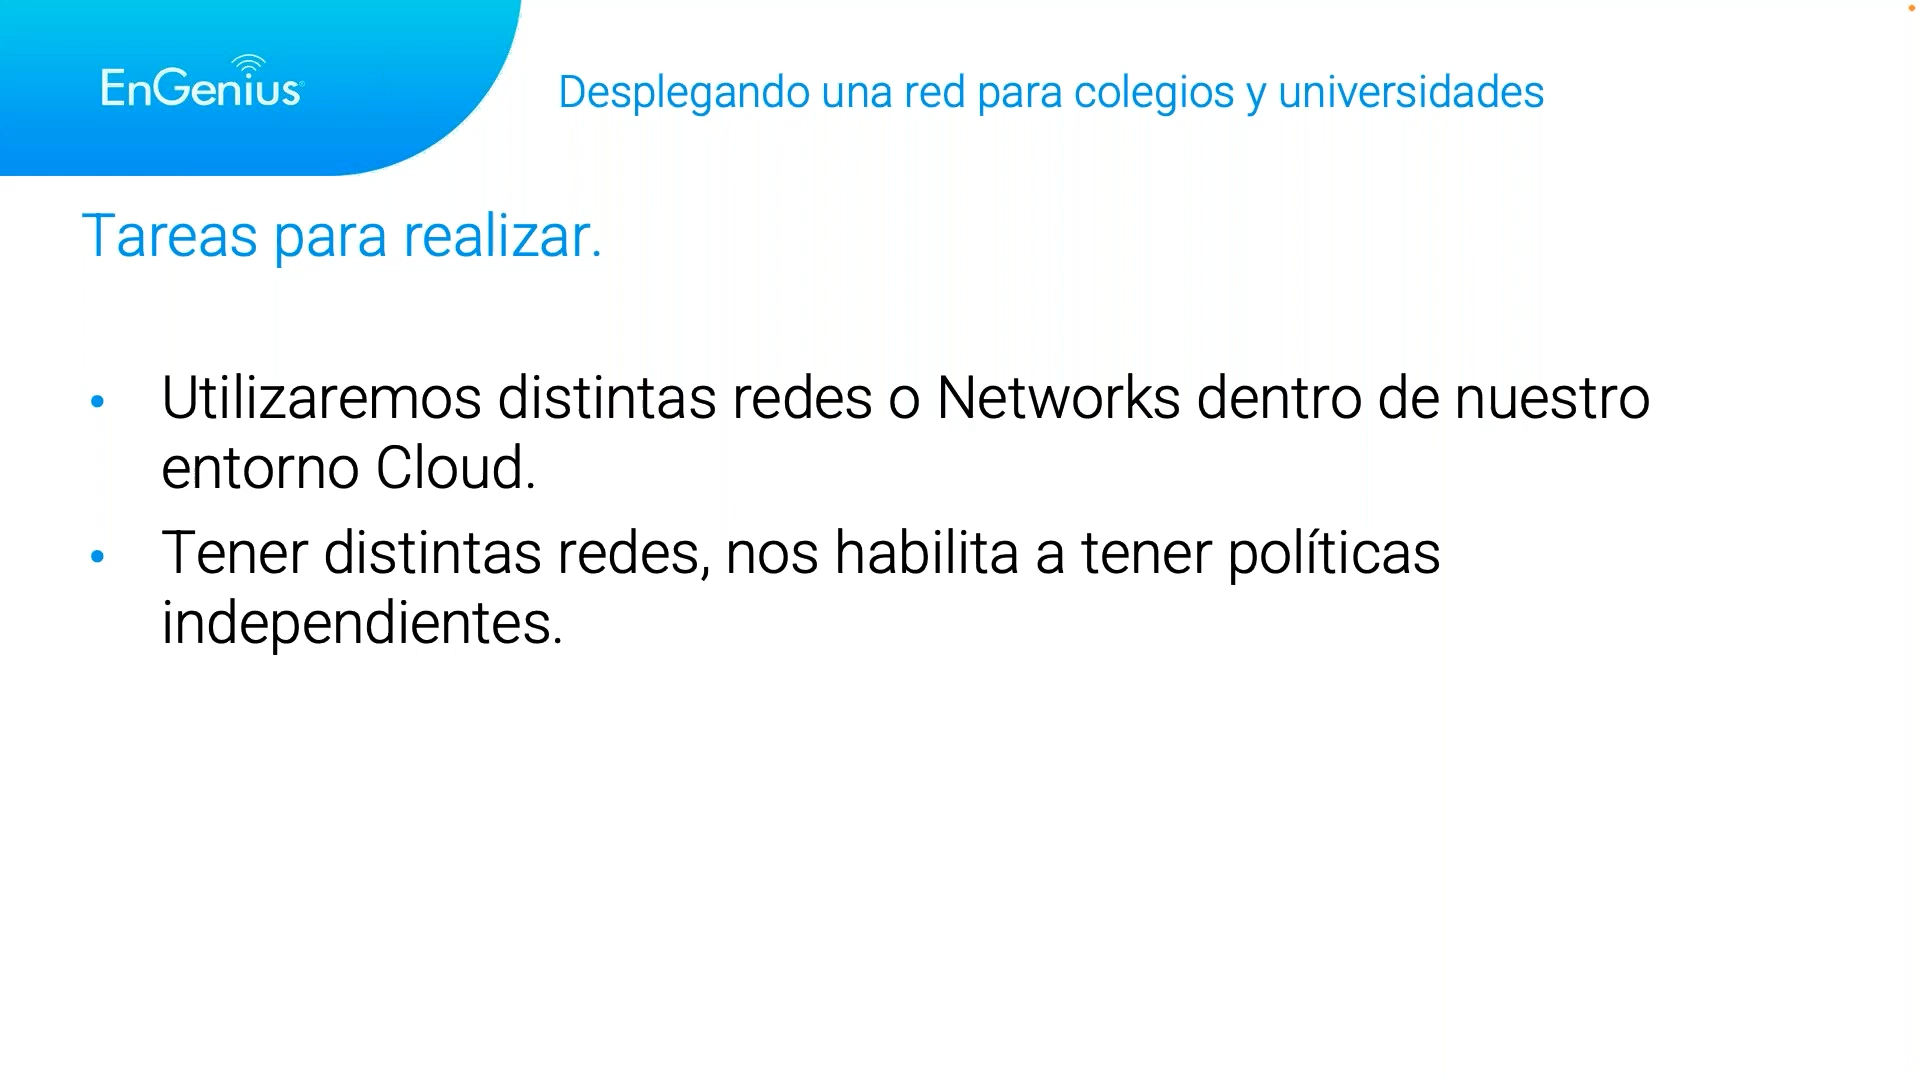 EnGenius
Desplegando una red para colegios y universidades
Tareas para realizar.
• Utilizaremos distintas redes o Networks dentro de nuestro
entorno Cloud.
• Tener distintas redes, nos habilita a tener políticas
independientes.